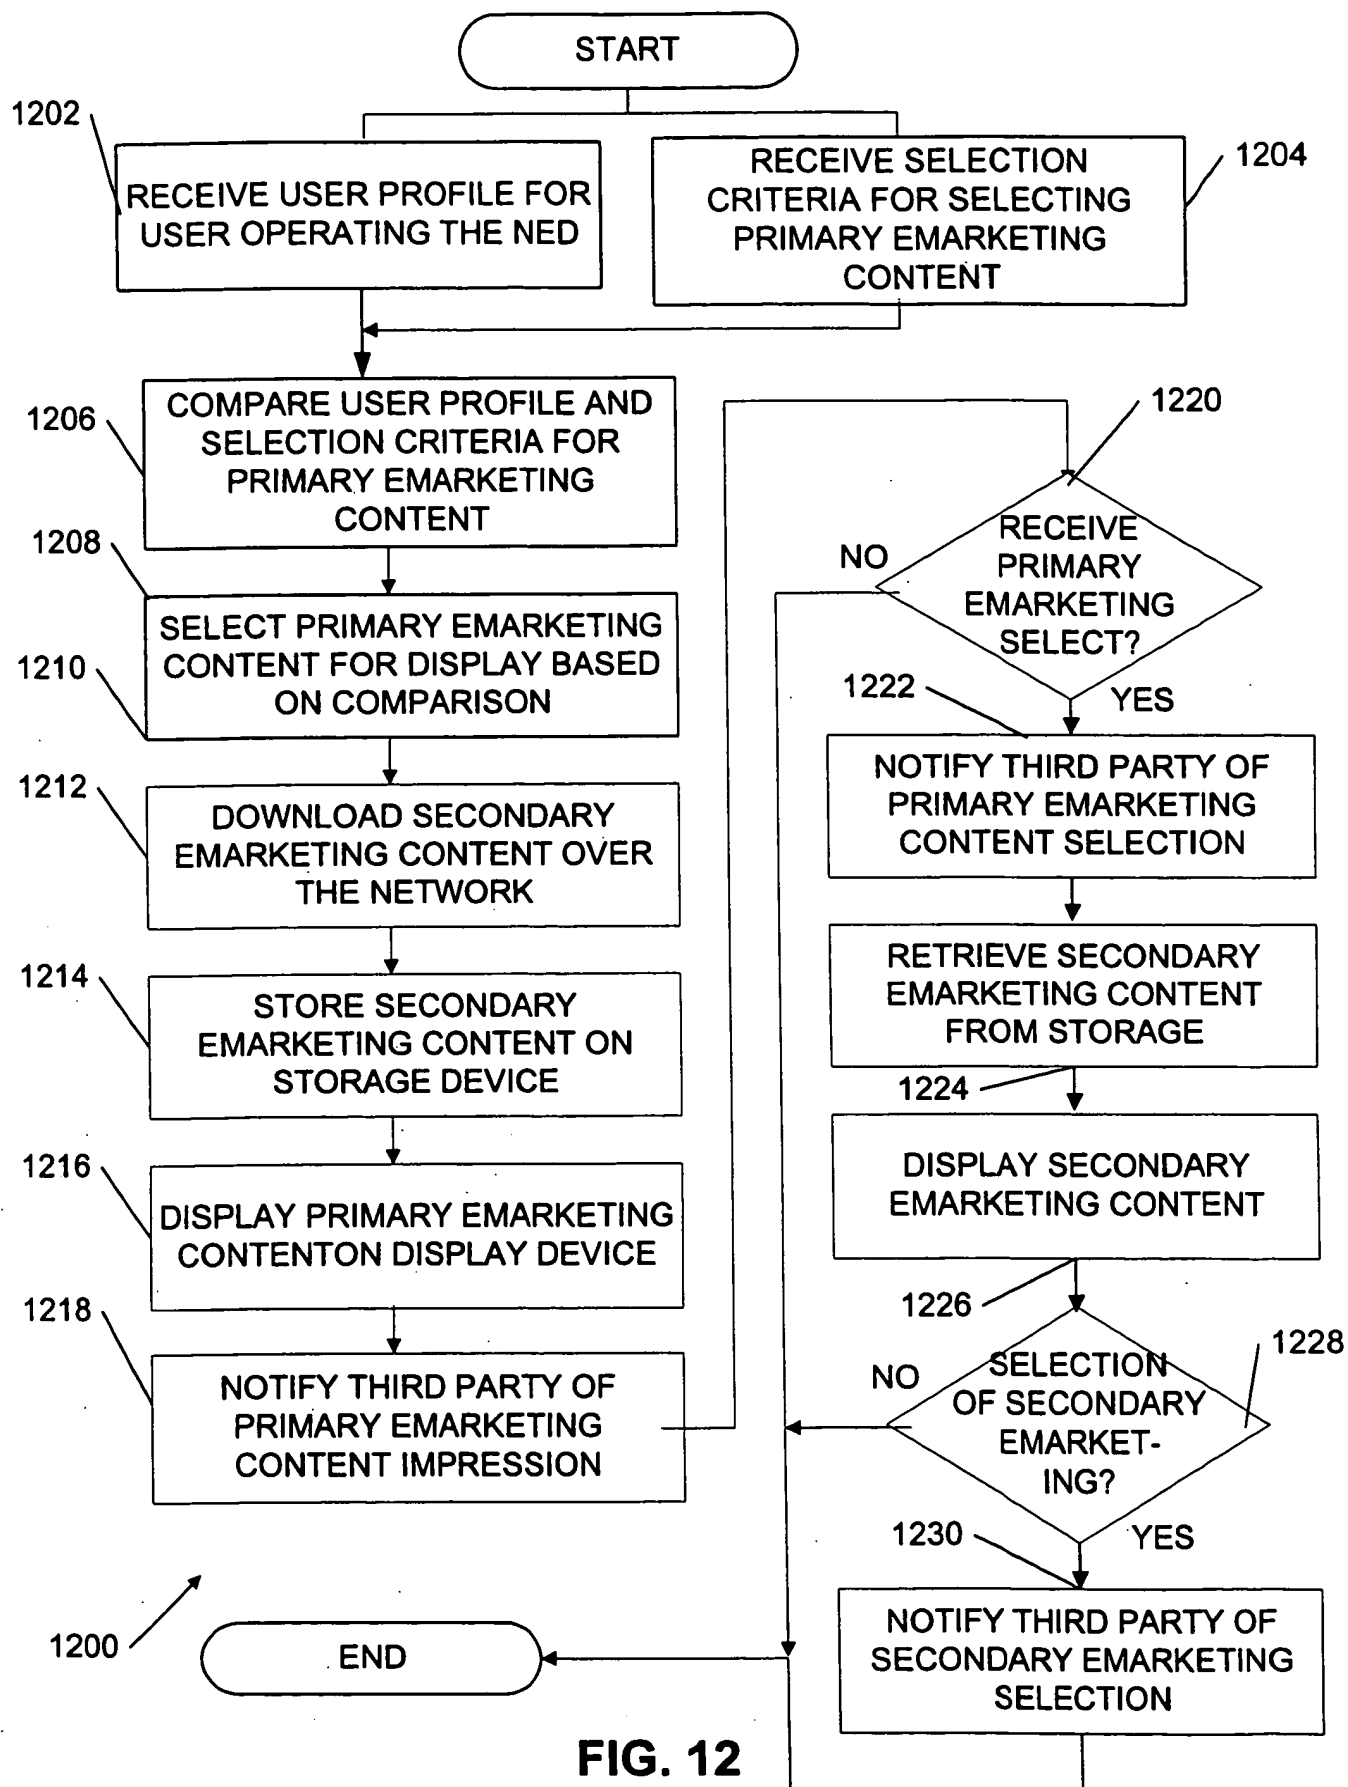 START
1202
RECEIVE USER PROFILE FOR
USER OPERATING THE NED
RECEIVE SELECTION
CRITERIA FOR SELECTING
PRIMARY EMARKETING
CONTENT
1204
1206
COMPARE USER PROFILE AND
SELECTION CRITERIA FOR
PRIMARY EMARKETING
CONTENT
1208
SELECT PRIMARY EMARKETING
CONTENT FOR DISPLAY BASED
ON COMPARISON
1210
1212
DOWNLOAD SECONDARY
EMARKETING CONTENT OVER
THE NETWORK
1214
STORE SECONDARY
EMARKETING CONTENT ON
STORAGE DEVICE
1216
DISPLAY PRIMARY EMARKETING
CONTENTON DISPLAY DEVICE
1218
NOTIFY THIRD PARTY OF
PRIMARY EMARKETING
CONTENT IMPRESSION
1220
RECEIVE
PRIMARY
EMARKETING
SELECT?
NO
YES
1222
NOTIFY THIRD PARTY OF
PRIMARY EMARKETING
CONTENT SELECTION
RETRIEVE SECONDARY
EMARKETING CONTENT
FROM STORAGE
1224
DISPLAY SECONDARY
EMARKETING CONTENT
1226
1228
SELECTION
OF SECONDARY
EMARKET-
ING?
NO
YES
1230
NOTIFY THIRD PARTY OF
SECONDARY EMARKETING
SELECTION
1200
END
FIG. 12